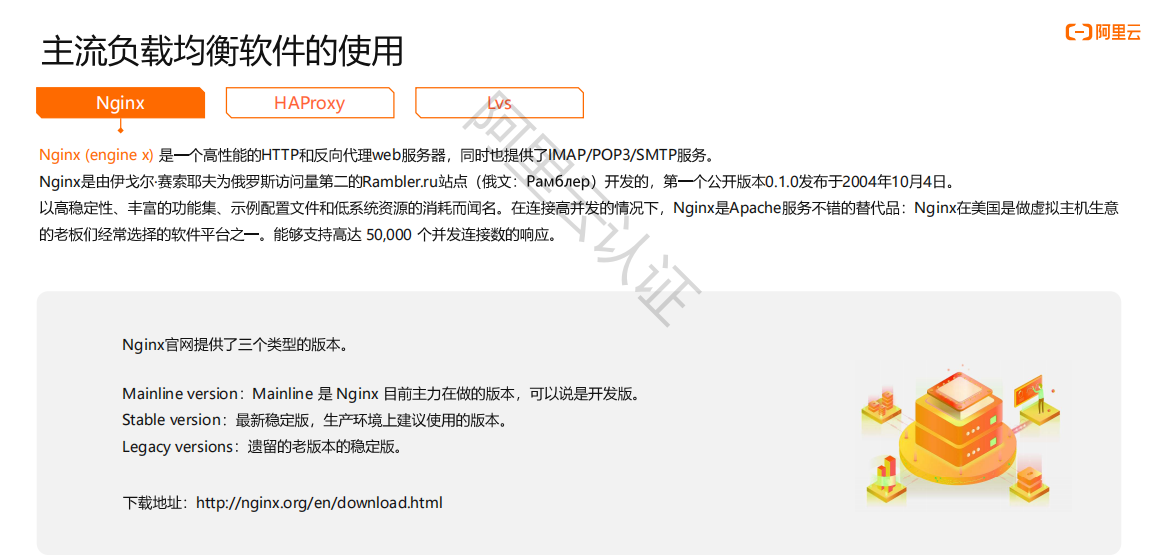 主流负载均衡软件的使用
阿里云
Nginx
HAProxy
Lvs
Nginx (engine x) 是一个高性能的HTTP和反向代理web服务器，同时也提供了IMAP/POP3/SMTP服务。
Nginx是由伊戈尔·赛索耶夫为俄罗斯访问量第二的Rambler.ru站点（俄文：Рамблер）开发的，第一个公开版本0.1.0发布于2004年10月4日。
以高稳定性、丰富的功能集、示例配置文件和低系统资源的消耗而闻名。在连接高并发的情况下，Nginx是Apache服务不错的替代品：Nginx在美国是做虚拟主机生意
的老板们经常选择的软件平台之一。能够支持高达 50,000 个并发连接数的响应。
阿里云认证
Nginx官网提供了三个类型的版本。
Mainline version：Mainline 是 Nginx 目前主力在做的版本，可以说是开发版。
Stable version：最新稳定版，生产环境上建议使用的版本。
Legacy versions：遗留的老版本的稳定版。
下载地址：http://nginx.org/en/download.html